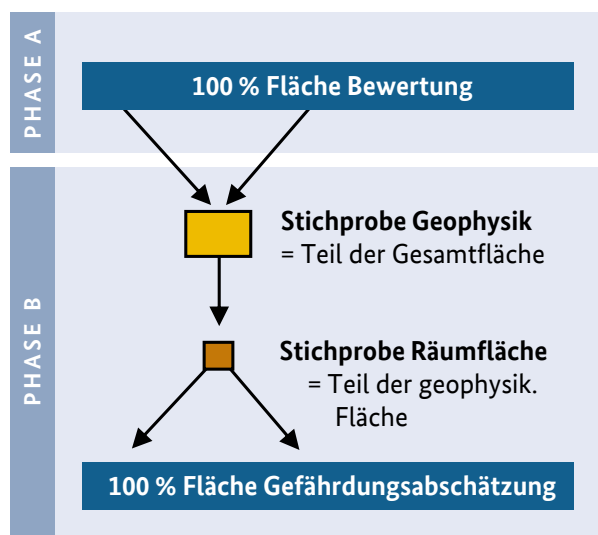 PHASE A
100 % Fläche Bewertung
PHASE B
Stichprobe Geophysik
= Teil der Gesamtfläche
Stichprobe Räumfläche
= Teil der geophysik.
Fläche
100 % Fläche Gefährdungsabschätzung